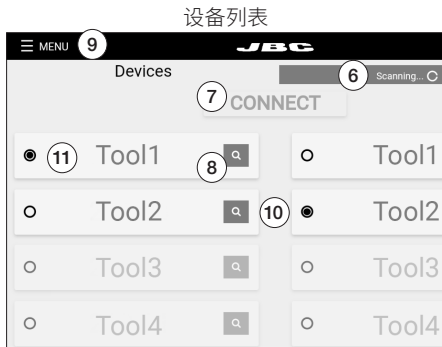 设备列表
☰ MENU 9 JBC
Devices 6 Scanning...
7 CONNECT
11 Tool1 8 Tool1
Tool2 10 Tool2
Tool3 Tool3
Tool4 Tool4